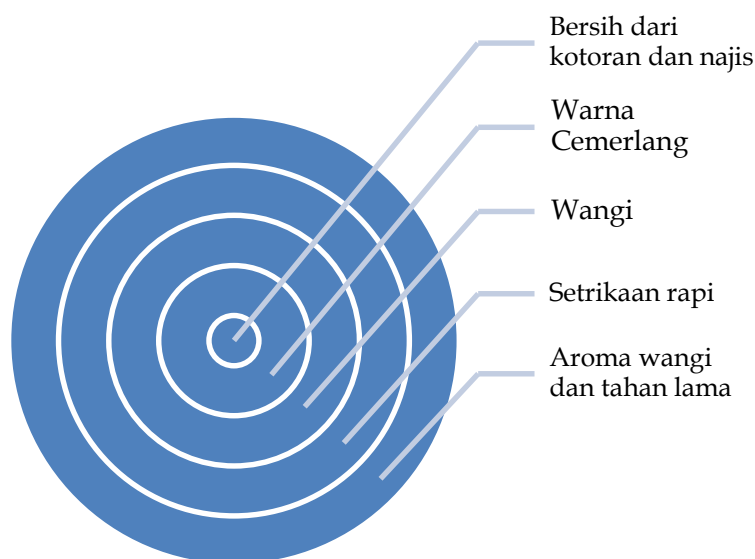 Bersih dari
kotoran dan najis
Warna
Cemerlang
Wangi
Setrikaan rapi
Aroma wangi
dan tahan lama